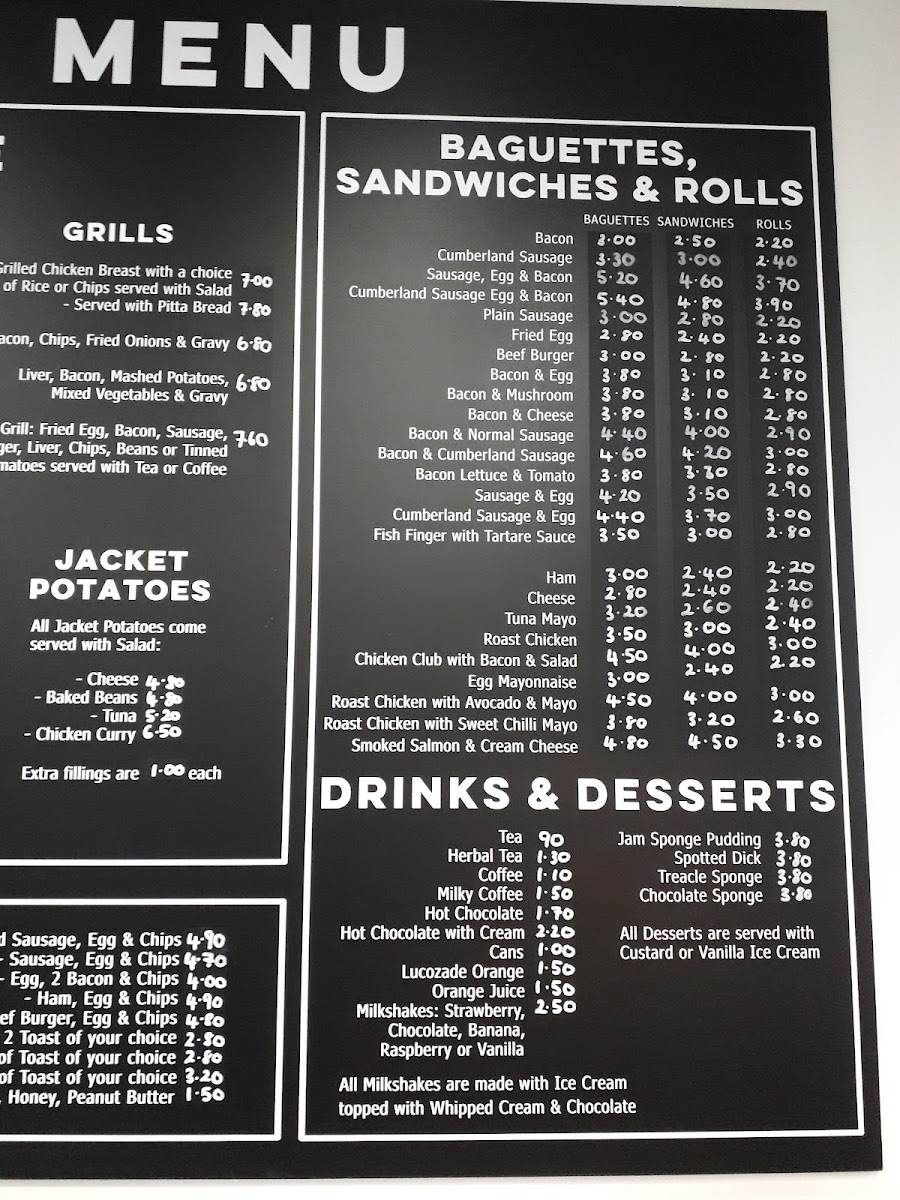 MENU
GRILLS
Grilled Chicken Breast with a choice
of Rice or Chips served with Salad 7·00
- Served with Pitta Bread 7·80
Bacon, Chips, Fried Onions & Gravy 6·80
Liver, Bacon, Mashed Potatoes,
Mixed Vegetables & Gravy 6·80
Grill: Fried Egg, Bacon, Sausage,
Liver, Chips, Beans or Tinned 7·60
served with Tea or Coffee
JACKET
POTATOES
All Jacket Potatoes come
served with Salad:
- Cheese 4·80
- Baked Beans 4·80
- Tuna 5·20
- Chicken Curry 6·50
Extra fillings are 1·00 each
Sausage, Egg & Chips 4·90
- Sausage, Egg & Chips 4·70
- Egg, 2 Bacon & Chips 4·00
- Ham, Egg & Chips 4·90
Burger, Egg & Chips 4·80
2 Toast of your choice 2·80
of Toast of your choice 2·80
of Toast of your choice 3·20
, Honey, Peanut Butter 1·50
BAGUETTES,
SANDWICHES & ROLLS
BAGUETTES SANDWICHES ROLLS
Bacon 3·00 2·50 2·20
Cumberland Sausage 3·30 3·00 2·40
Sausage, Egg & Bacon 5·20 4·60 3·70
Cumberland Sausage Egg & Bacon 5·40 4·80 3·90
Plain Sausage 3·00 2·80 2·20
Fried Egg 2·80 2·40 2·20
Beef Burger 3·00 2·80 2·20
Bacon & Egg 3·80 3·10 2·80
Bacon & Mushroom 3·80 3·10 2·80
Bacon & Cheese 3·80 3·10 2·80
Bacon & Normal Sausage 4·40 4·00 2·90
Bacon & Cumberland Sausage 4·60 4·20 3·00
Bacon Lettuce & Tomato 3·80 3·30 2·80
Sausage & Egg 4·20 3·50 2·90
Cumberland Sausage & Egg 4·40 3·70 3·00
Fish Finger with Tartare Sauce 3·50 3·00 2·80
Ham 3·00 2·40 2·20
Cheese 2·80 2·40 2·20
Tuna Mayo 3·20 2·60 2·40
Roast Chicken 3·50 3·00 2·40
Chicken Club with Bacon & Salad 4·50 4·00 3·00
Egg Mayonnaise 3·00 2·40 2·20
Roast Chicken with Avocado & Mayo 4·50 4·00 3·00
Roast Chicken with Sweet Chilli Mayo 3·80 3·20 2·60
Smoked Salmon & Cream Cheese 4·80 4·50 3·30
DRINKS & DESSERTS
Tea 90
Herbal Tea 1·30
Coffee 1·10
Milky Coffee 1·50
Hot Chocolate 1·70
Hot Chocolate with Cream 2·20
Cans 1·00
Lucozade Orange 1·50
Orange Juice 1·50
Milkshakes: Strawberry, 2·50
Chocolate, Banana,
Raspberry or Vanilla
Jam Sponge Pudding 3·80
Spotted Dick 3·80
Treacle Sponge 3·80
Chocolate Sponge 3·80
All Desserts are served with
Custard or Vanilla Ice Cream
All Milkshakes are made with Ice Cream
topped with Whipped Cream & Chocolate